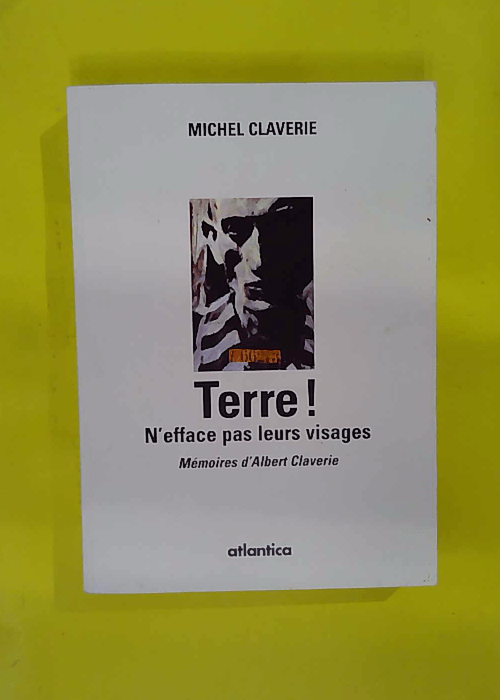 MICHEL CLAVERIE
Terre !
N'efface pas leurs visages
Mémoires d'Albert Claverie
atlantica